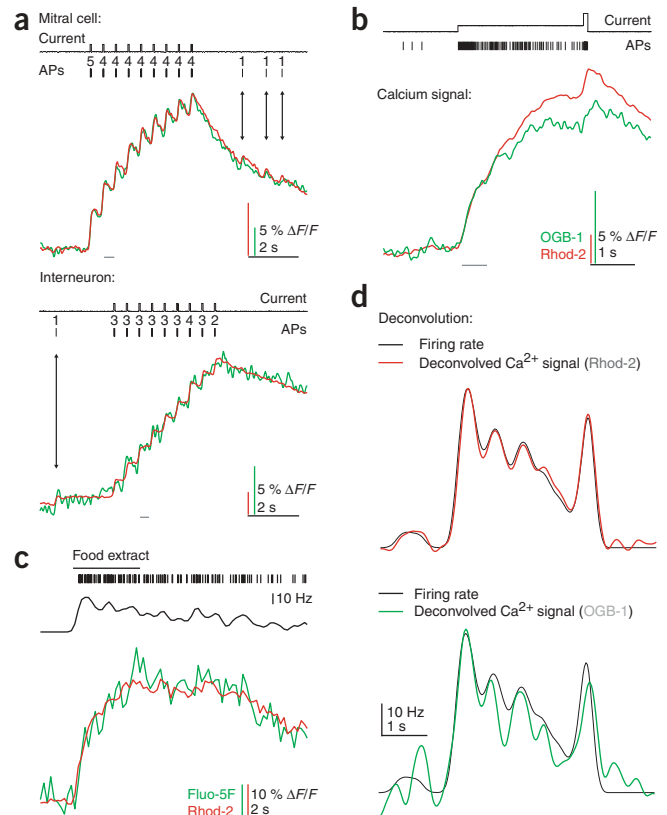 a
Mitral cell:
Current
5 4 4 4 4 4 4 4 4 1 1 1
APs
5 % ΔF/F
2 s
Interneuron:
Current
1 3 3 3 3 3 3 4 3 2
APs
5 % ΔF/F
2 s
b
Current
APs
Calcium signal:
OGB-1
Rhod-2
5 % ΔF/F
1 s
c
Food extract
10 Hz
Fluo-5F
Rhod-2
10 % ΔF/F
2 s
d
Deconvolution:
Firing rate
Deconvolved Ca²⁺ signal (Rhod-2)
Firing rate
Deconvolved Ca²⁺ signal (OGB-1)
10 Hz
1 s